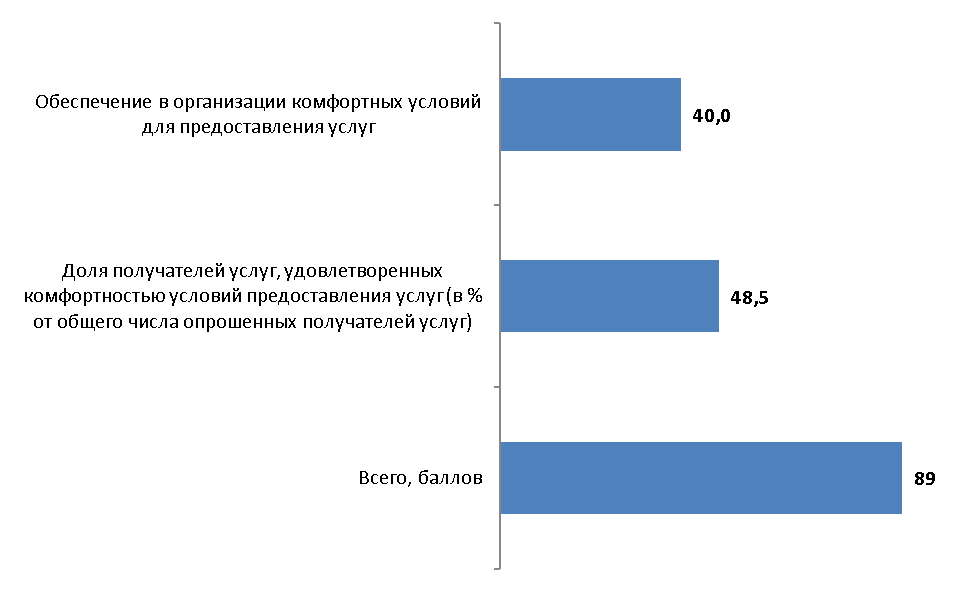 Обеспечение в организации комфортных условий
для предоставления услуг
40,0
Доля получателей услуг, удовлетворенных
комфортностью условий предоставления услуг (в %
от общего числа опрошенных получателей услуг)
48,5
Всего, баллов
89